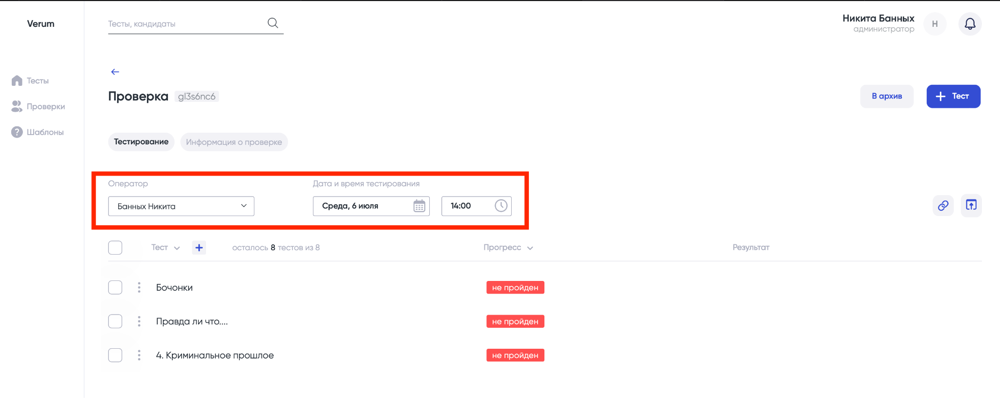 Verum
Тесты, кандидаты
Никита Банных
администратор
Н
Тесты
Проверки
? Шаблоны
Проверка gl3s6nc6
В архив
+ Тест
Тестирование
Информация о проверке
Оператор
Дата и время тестирования
Банных Никита
Среда, 6 июля
14:00
Тест + осталось 8 тестов из 8 Прогресс Результат
Бочонки не пройден
Правда ли что.... не пройден
4. Криминальное прошлое не пройден